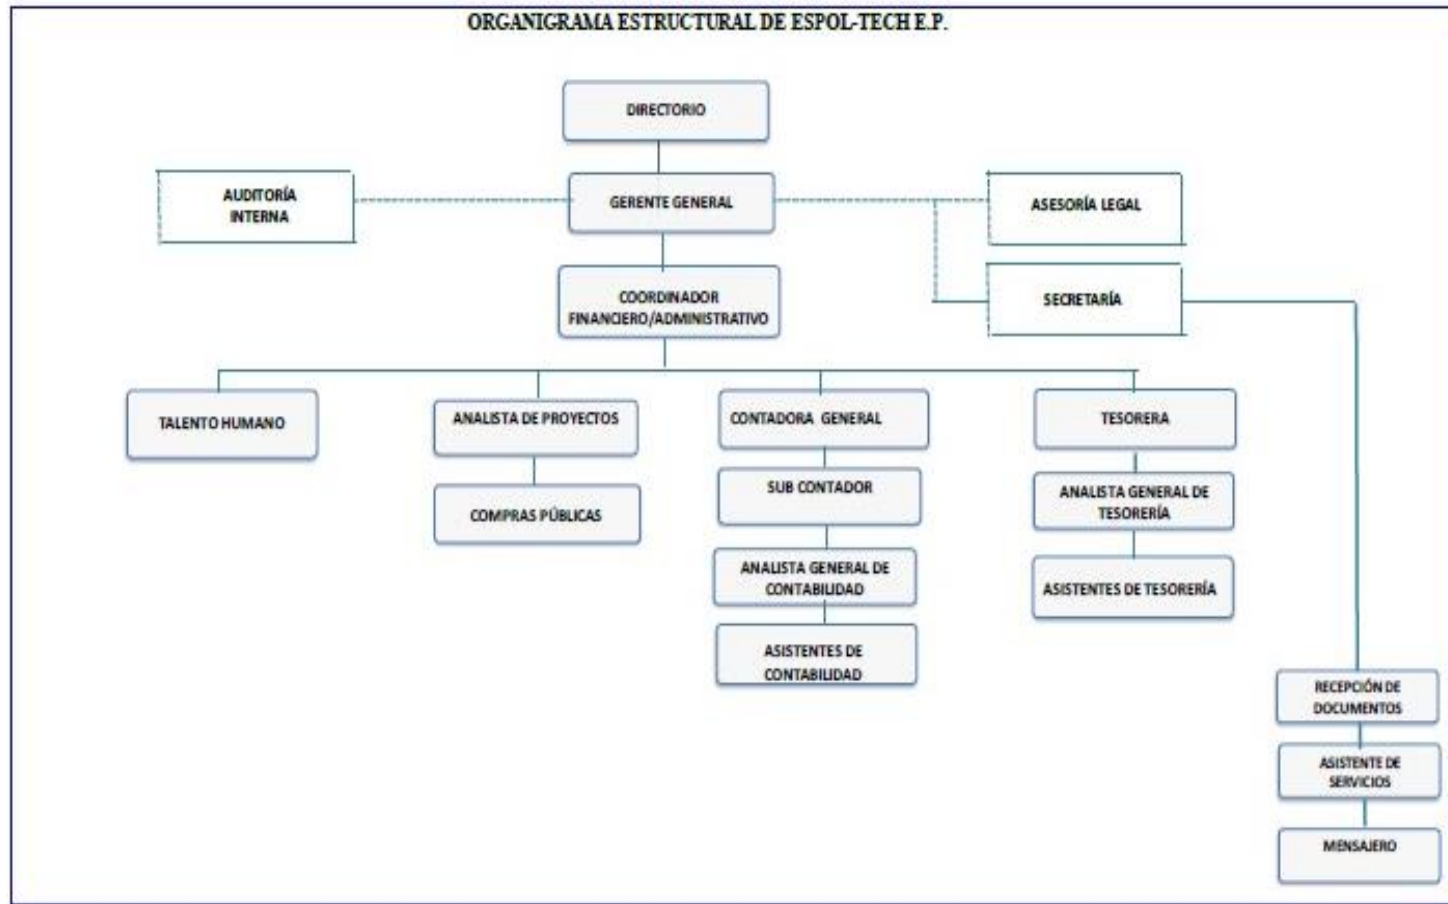 ORGANIGRAMA ESTRUCTURAL DE ESPOL-TECH E.P.
DIRECTORIO
AUDITORÍA
INTERNA
GERENTE GENERAL
ASESORÍA LEGAL
COORDINADOR
FINANCIERO/ADMINISTRATIVO
SECRETARÍA
TALENTO HUMANO
ANALISTA DE PROYECTOS
CONTADORA GENERAL
TESORERA
COMPRAS PÚBLICAS
SUB CONTADOR
ANALISTA GENERAL DE
TESORERÍA
ANALISTA GENERAL DE
CONTABILIDAD
ASISTENTES DE TESORERÍA
ASISTENTES DE
CONTABILIDAD
RECEPCIÓN DE
DOCUMENTOS
ASISTENTE DE
SERVICIOS
MENSAJERO